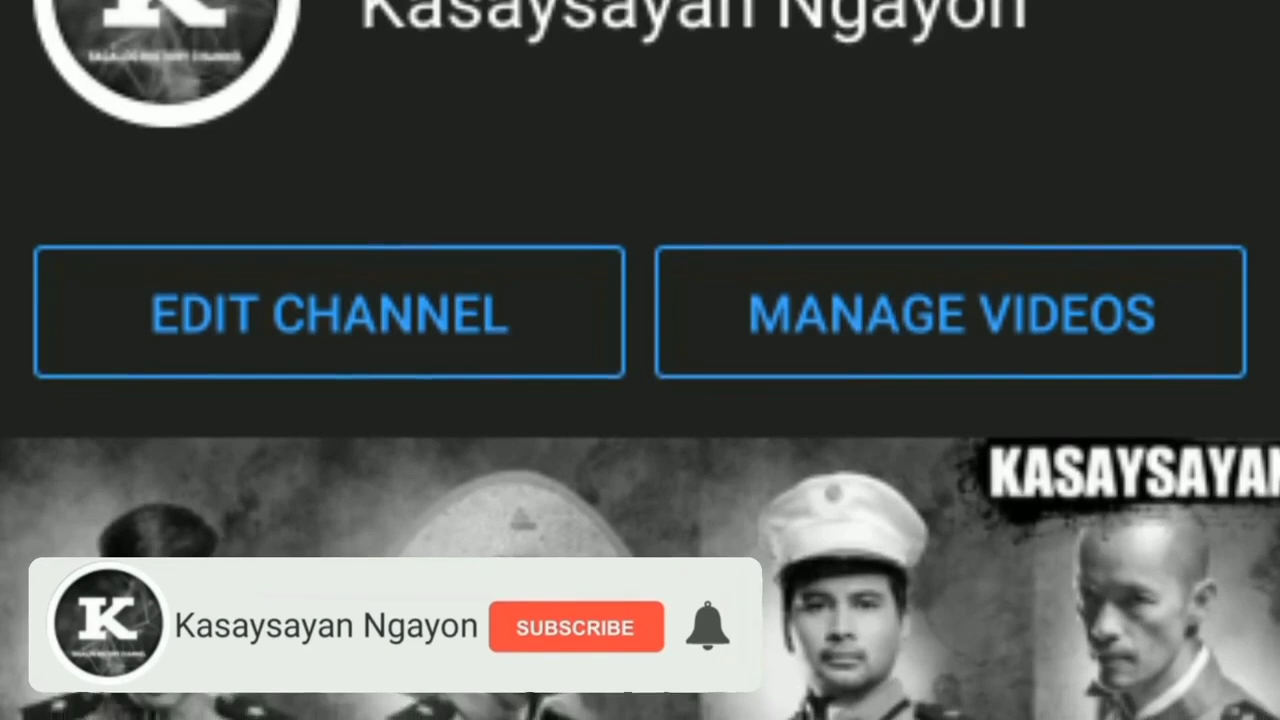 K
Kasaysayan Ngayon
EDIT CHANNEL
MANAGE VIDEOS
KASAYSAYAN
K
Kasaysayan Ngayon
SUBSCRIBE